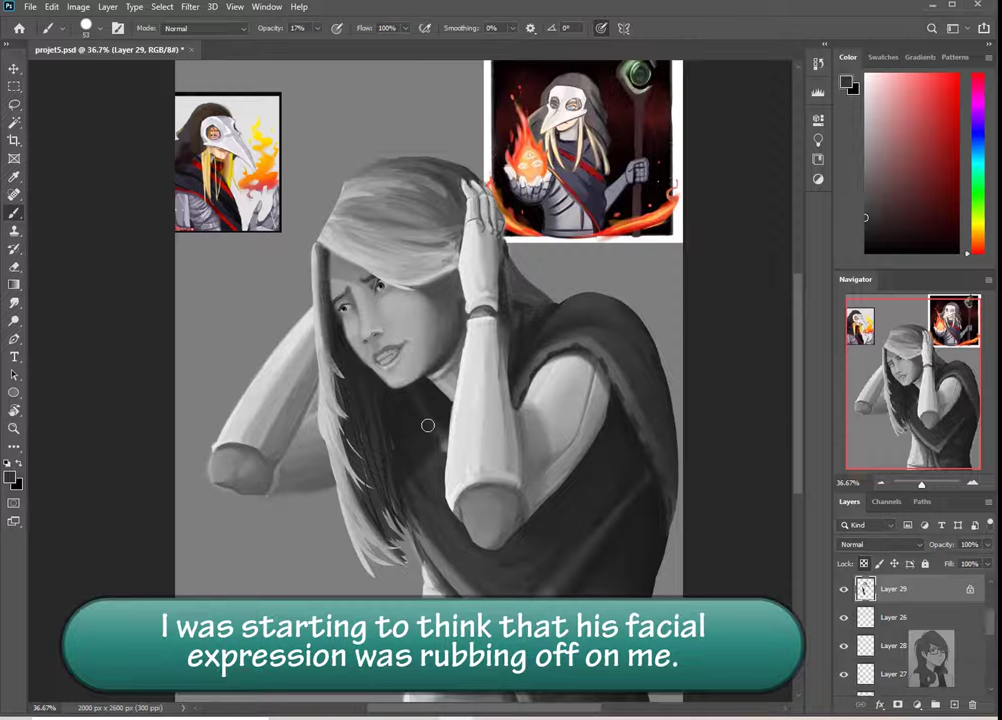 File Edit Image Layer Type Select Filter 3D View Window Help
53 Mode: Normal Opacity: 17% Flow: 100% Smoothing: 0% 0°
projet5.psd @ 36.7% (Layer 29, RGB/8#) *
Color Swatches Gradients Patterns
Navigator
36.67%
Layers Channels Paths
Kind
Normal Opacity: 100%
Lock: Fill: 100%
Layer 29
Layer 26
Layer 28
Layer 27
I was starting to think that his facial
expression was rubbing off on me.
36.67% 2000 px x 2600 px (300 ppi)